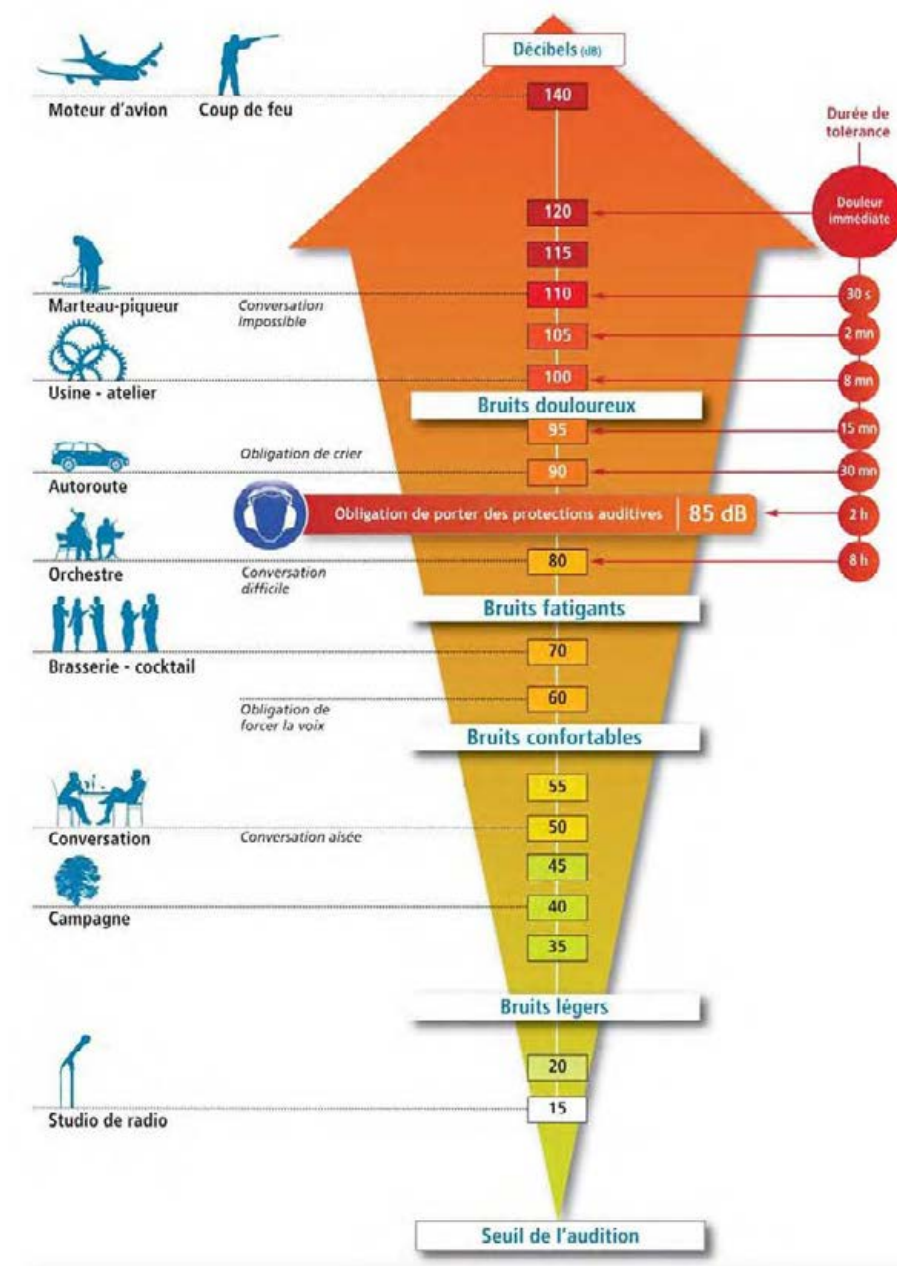 Décibels (dB)
Moteur d'avion
Coup de feu
140
Durée de
tolérance
120
Douleur
immédiate
115
Marteau-piqueur
Conversation
impossible
110
30 s
105
2 mn
Usine - atelier
100
8 mn
Bruits douloureux
95
15 mn
Obligation de crier
Autoroute
90
30 mn
Obligation de porter des protections auditives
85 dB
2 h
Orchestre
Conversation
difficile
80
8 h
Bruits fatigants
Brasserie - cocktail
70
Obligation de
forcer la voix
60
Bruits confortables
55
Conversation
Conversation aisée
50
45
Campagne
40
35
Bruits légers
20
Studio de radio
15
Seuil de l'audition